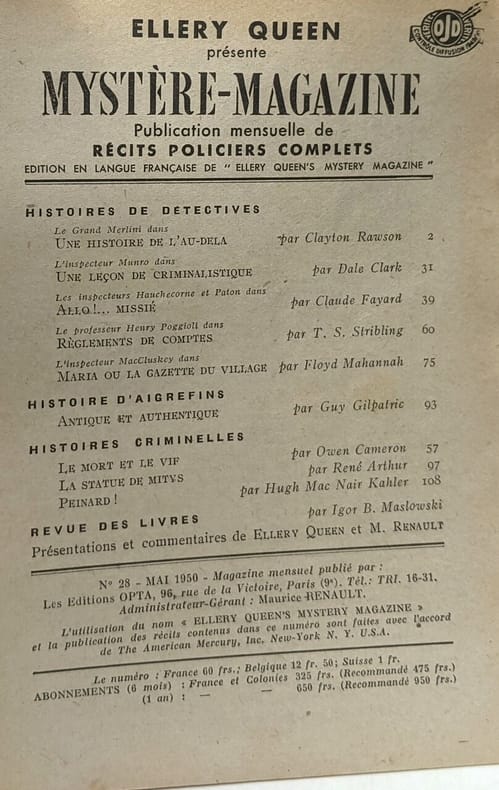 ELLERY QUEEN
présente
MYSTÈRE-MAGAZINE
Publication mensuelle de
RÉCITS POLICIERS COMPLETS
EDITION EN LANGUE FRANÇAISE DE " ELLERY QUEEN'S MYSTERY MAGAZINE "
OJD
CONTRÔLE DIFFUSION
HISTOIRES DE DÉTECTIVES
Le Grand Merlini dans
UNE HISTOIRE DE L'AU-DELA par Clayton Rawson 2
L'inspecteur Munro dans
UNE LEÇON DE CRIMINALISTIQUE par Dale Clark 31
Les inspecteurs Hauchecorne et Paton dans
ALLO!... MISSIÉ par Claude Fayard 39
Le professeur Henry Poggioli dans
RÈGLEMENTS DE COMPTES par T. S. Stribling 60
L'inspecteur MacCluskey dans
MARIA OU LA GAZETTE DU VILLAGE par Floyd Mahannah 75
HISTOIRE D'AIGREFINS
ANTIQUE ET AUTHENTIQUE par Guy Gilpatric 93
HISTOIRES CRIMINELLES
LE MORT ET LE VIF par Owen Cameron 57
LA STATUE DE MITYS par René Arthur 97
PEINARD ! par Hugh Mac Nair Kahler 108
REVUE DES LIVRES par Igor B. Maslowski
Présentations et commentaires de ELLERY QUEEN et M. RENAULT
N° 28 - MAI 1950 - Magazine mensuel publié par :
Les Editions OPTA, 96, rue de la Victoire, Paris (9e). Tél.: TRI. 16-31.
Administrateur-Gérant : Maurice RENAULT.
L'utilisation du nom « ELLERY QUEEN'S MYSTERY MAGAZINE »
et la publication des récits contenus dans ce numéro sont faites avec l'accord
de The American Mercury, Inc. New-York N. Y. U.S.A.
Le numéro : France 60 frs.; Belgique 12 fr. 50; Suisse 1 fr.
ABONNEMENTS (6 mois) : France et Colonies 325 frs. (Recommandé 475 frs.)
(1 an) : — — 650 frs. (Recommandé 950 frs.)